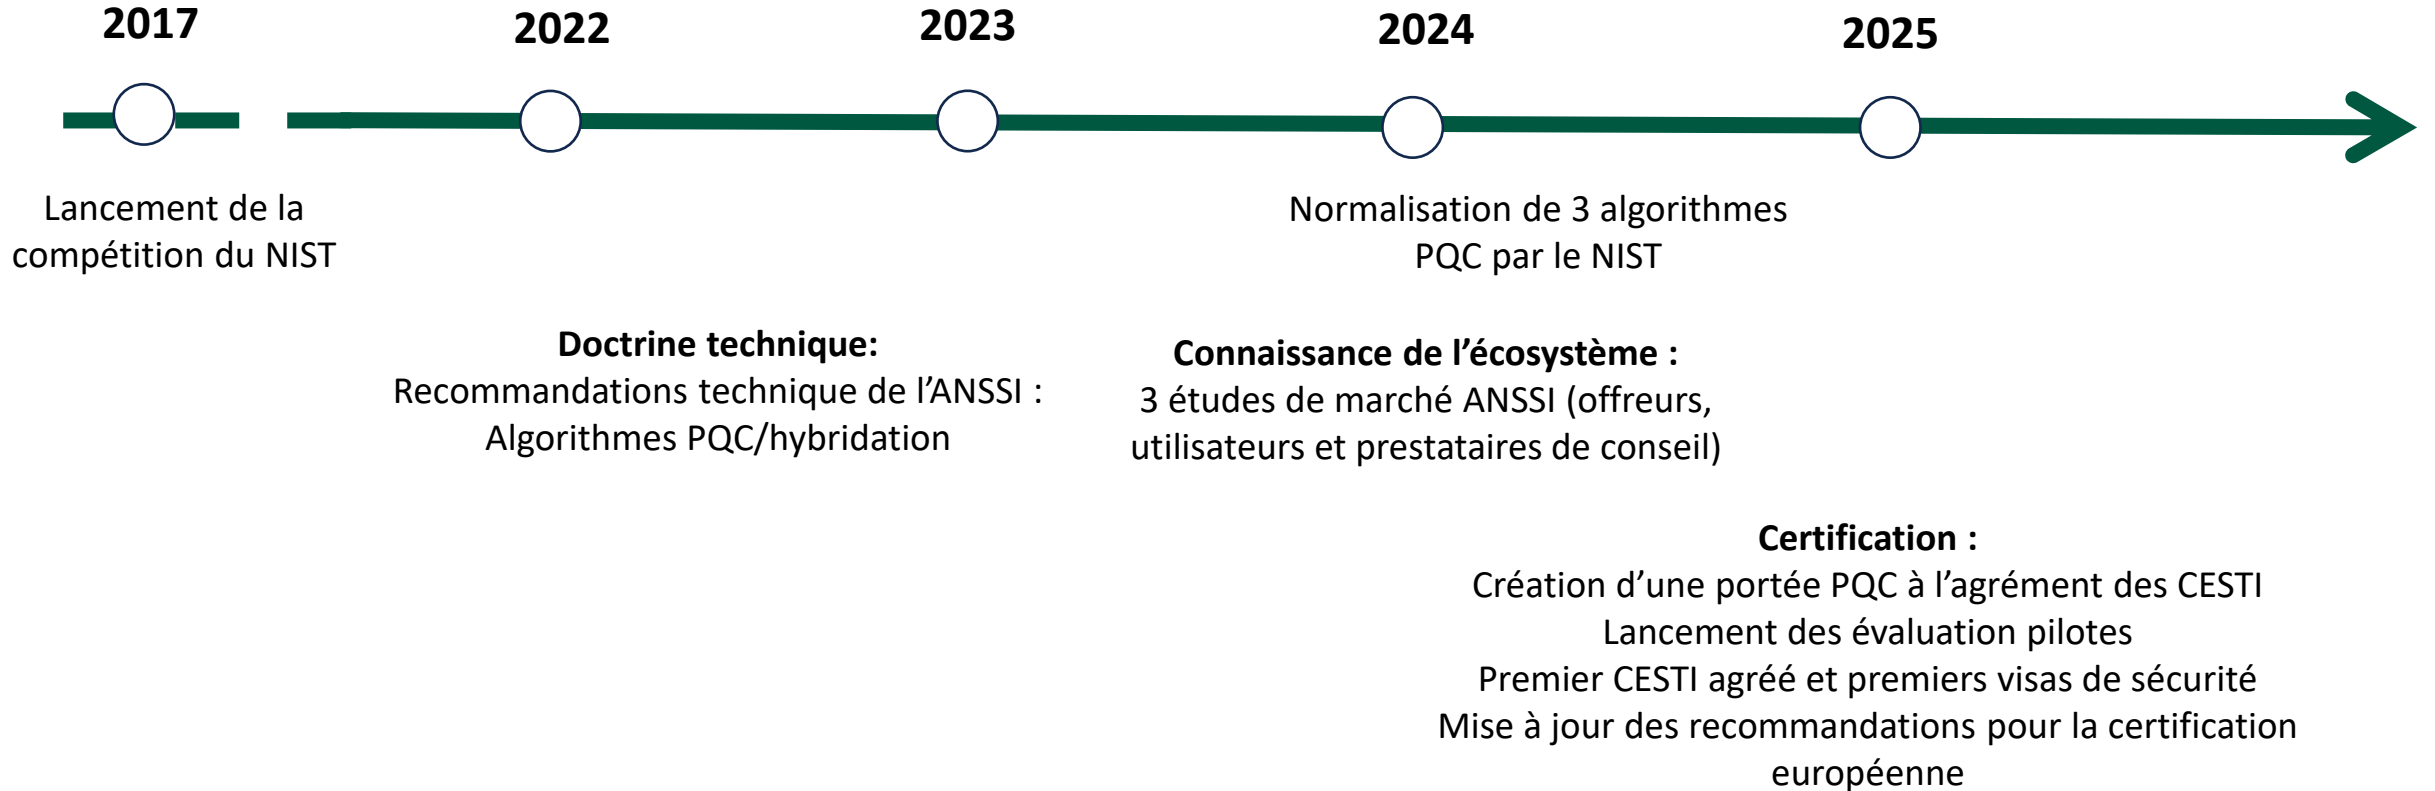 2017
2022
2023
2024
2025
Lancement de la
compétition du NIST
Normalisation de 3 algorithmes
PQC par le NIST
Doctrine technique:
Recommandations technique de l’ANSSI :
Algorithmes PQC/hybridation
Connaissance de l’écosystème :
3 études de marché ANSSI (offreurs,
utilisateurs et prestataires de conseil)
Certification :
Création d’une portée PQC à l’agrément des CESTI
Lancement des évaluation pilotes
Premier CESTI agréé et premiers visas de sécurité
Mise à jour des recommandations pour la certification
européenne